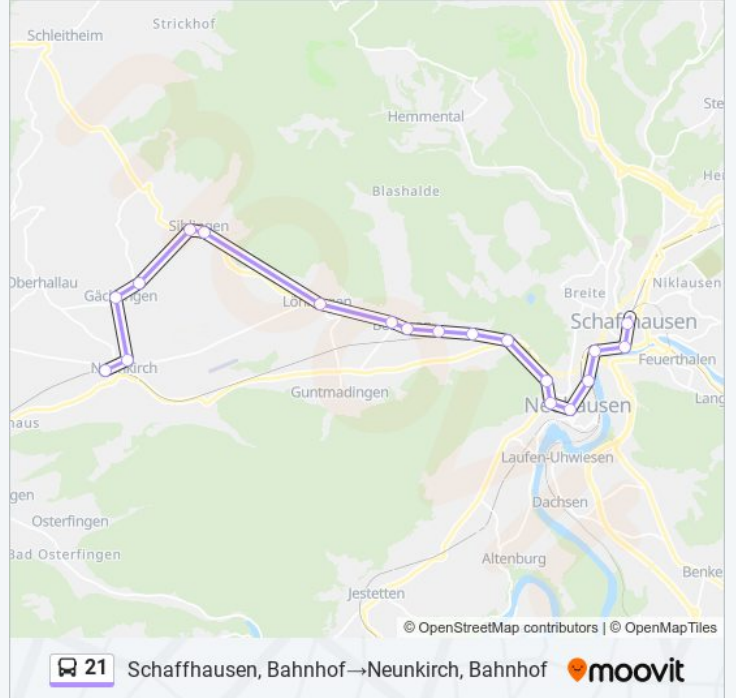 Strickhof
Schleitheim
Ste
Hemmental
He
Blashalde
Siblingen
Oberhallau
Gächlingen
Niklausen
Löhningen
Breite
Schaffhausen
Feuerthalen
Neunkirch
Guntmadingen
Lang
Neuhausen
haus
Laufen-Uhwiesen
gen
Dachsen
Osterfingen
Bad Osterfingen
Altenburg
Benke
Jestetten
© OpenStreetMap contributors | © OpenMapTiles
21 Schaffhausen, Bahnhof→Neunkirch, Bahnhof moovit